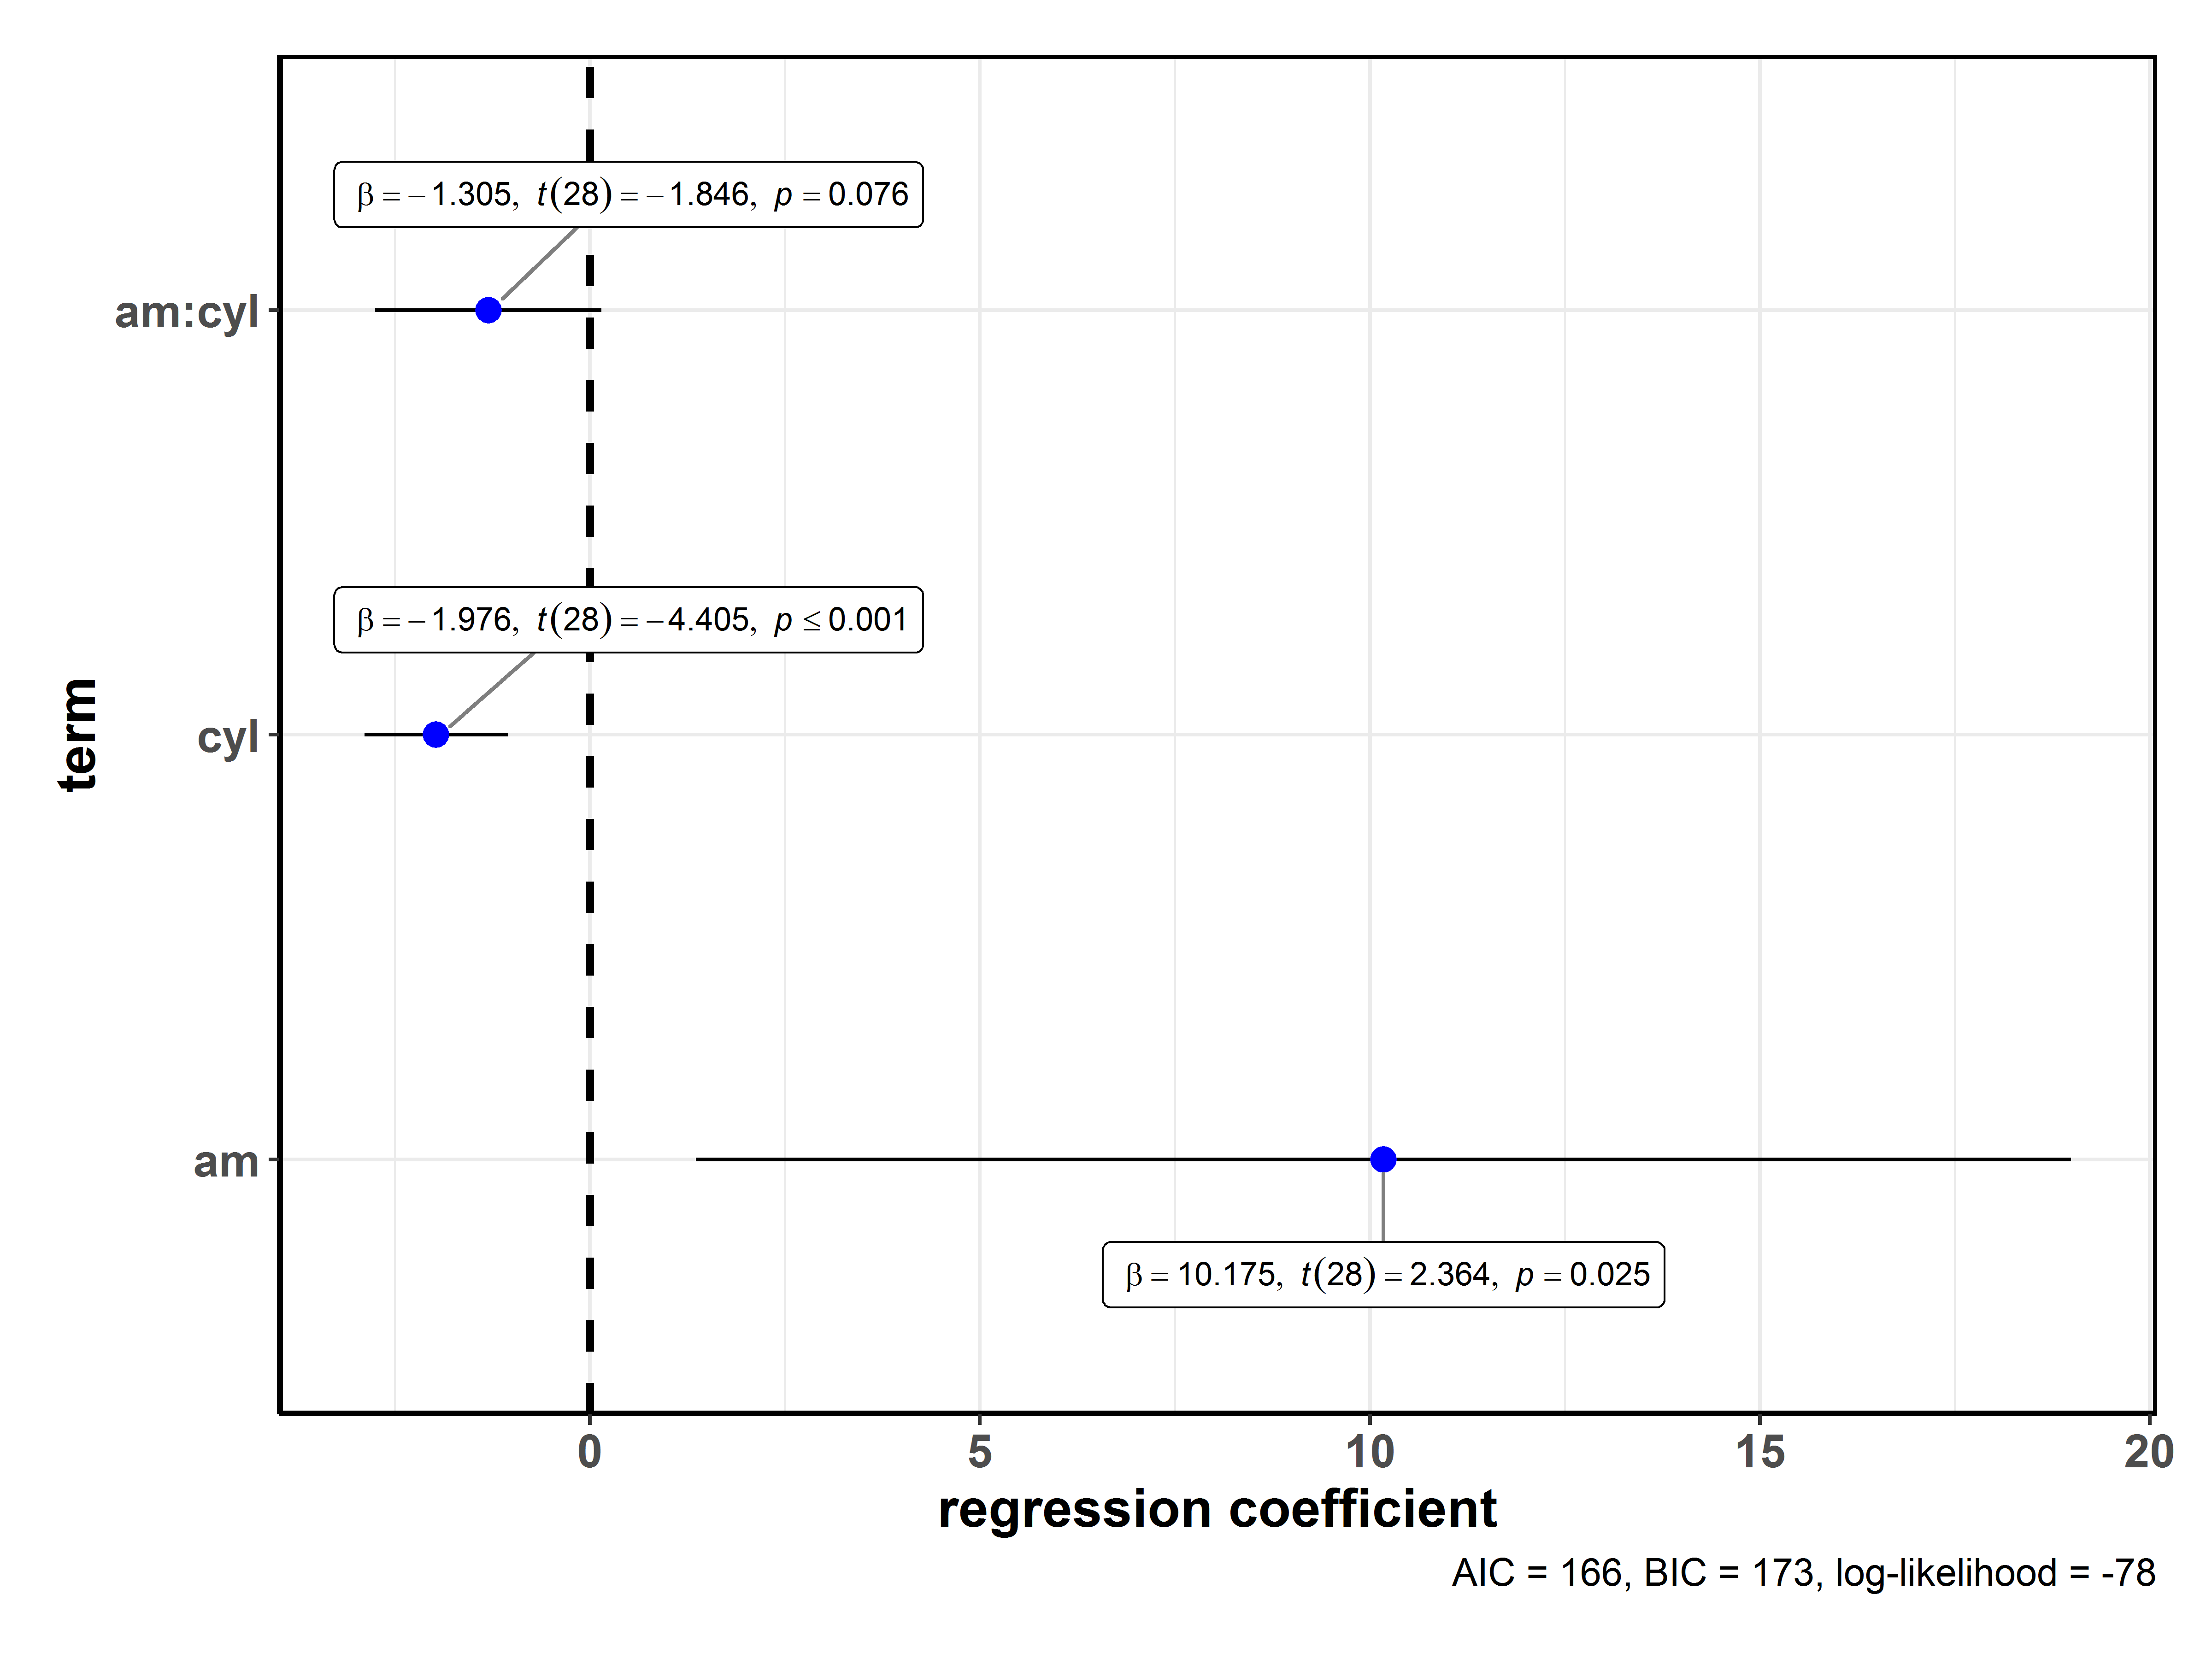 β = −1.305, t(28) = −1.846, p = 0.076
am:cyl
β = −1.976, t(28) = −4.405, p ≤ 0.001
cyl
term
am
β = 10.175, t(28) = 2.364, p = 0.025
0 5 10 15 20
regression coefficient
AIC = 166, BIC = 173, log-likelihood = -78